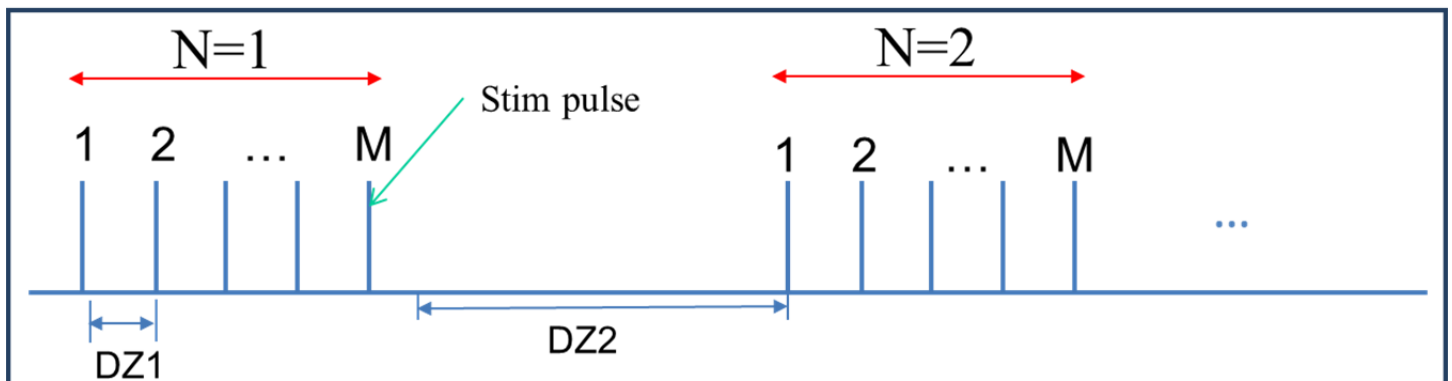 N=1 N=2
Stim pulse
1 2 ... M 1 2 ... M
...
DZ1 DZ2